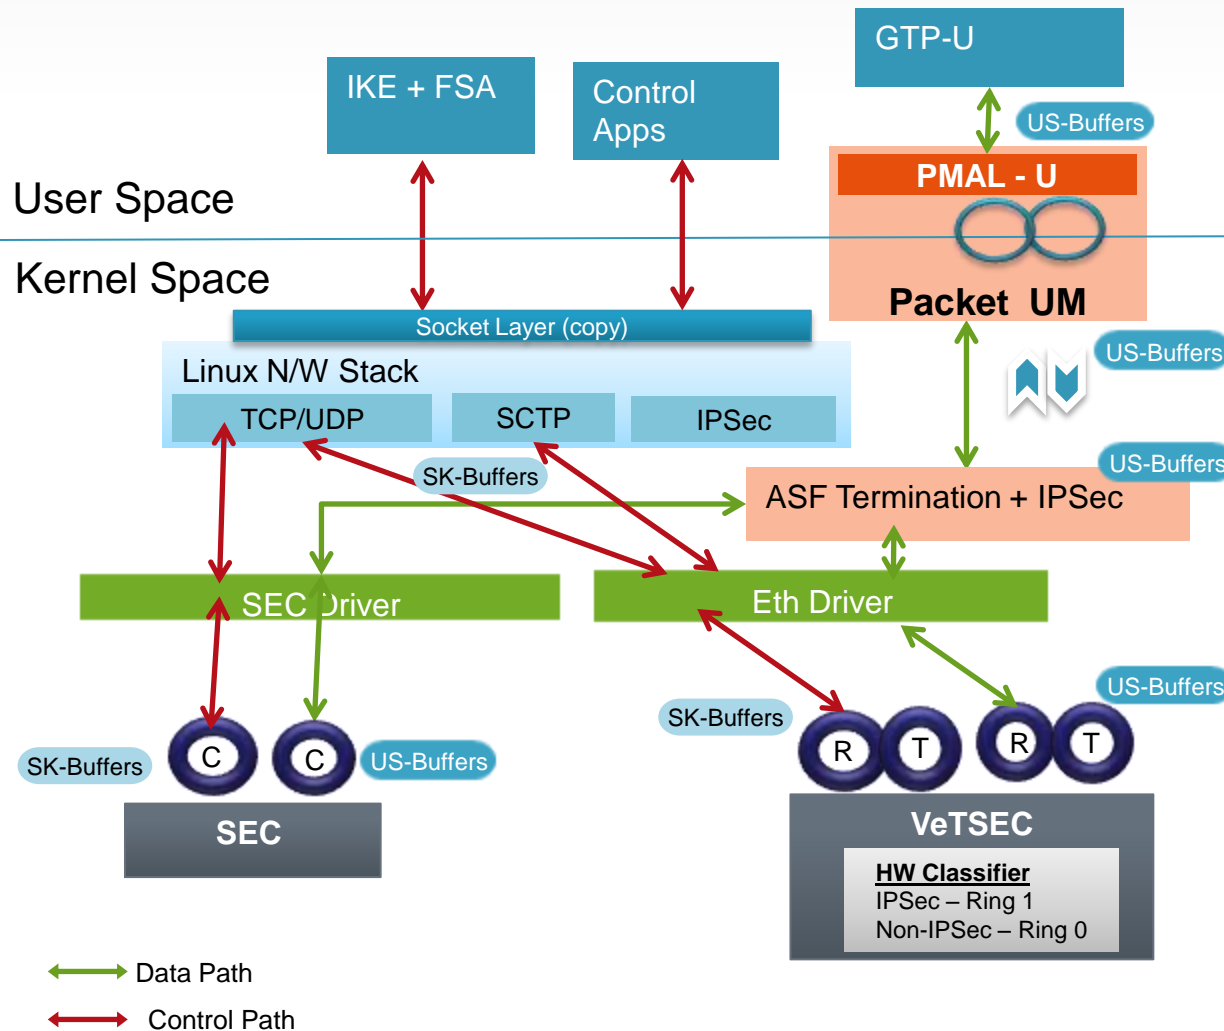 GTP-U
IKE + FSA
Control
Apps
US-Buffers
PMAL - U
User Space
Kernel Space
Packet UM
Socket Layer (copy)
US-Buffers
Linux N/W Stack
TCP/UDP
SCTP
IPSec
US-Buffers
SK-Buffers
ASF Termination + IPSec
SEC Driver
Eth Driver
US-Buffers
SK-Buffers
R
T
R
T
SK-Buffers
C
C
US-Buffers
SEC
VeTSEC
HW Classifier
IPSec – Ring 1
Non-IPSec – Ring 0
Data Path
Control Path